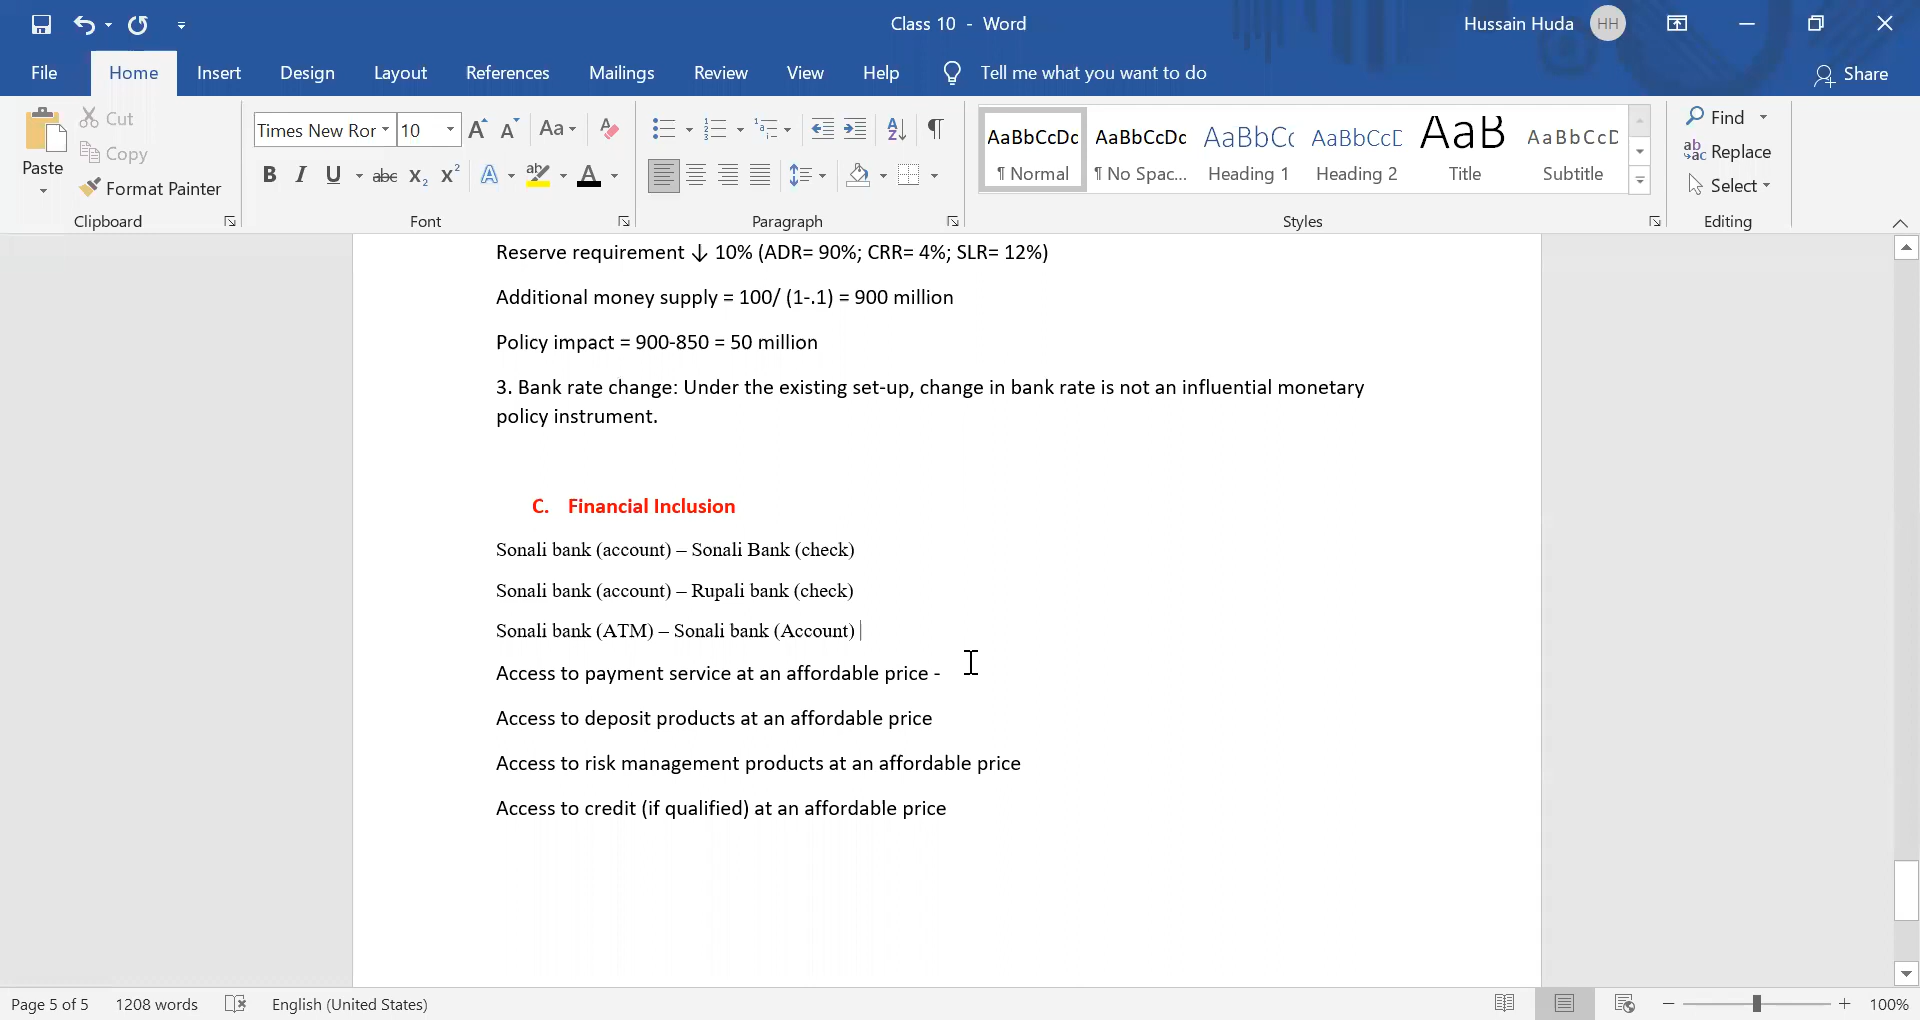 Class 10 - Word
Hussain Huda HH
File Home Insert Design Layout References Mailings Review View Help Tell me what you want to do Share
Paste
Cut
Copy
Format Painter
Clipboard
Times New Ror 10
Aa
B I U abc X₂ X²
Font
Paragraph
AaBbCcDc AaBbCcDc AaBbCc AaBbCcD AaB AaBbCcD
¶ Normal ¶ No Spac... Heading 1 Heading 2 Title Subtitle
Styles
Find
Replace
Select
Editing
Reserve requirement ↓ 10% (ADR= 90%; CRR= 4%; SLR= 12%)
Additional money supply = 100/ (1-.1) = 900 million
Policy impact = 900-850 = 50 million
3. Bank rate change: Under the existing set-up, change in bank rate is not an influential monetary
policy instrument.
C. Financial Inclusion
Sonali bank (account) – Sonali Bank (check)
Sonali bank (account) – Rupali bank (check)
Sonali bank (ATM) – Sonali bank (Account)
Access to payment service at an affordable price -
Access to deposit products at an affordable price
Access to risk management products at an affordable price
Access to credit (if qualified) at an affordable price
Page 5 of 5 1208 words English (United States) 100%